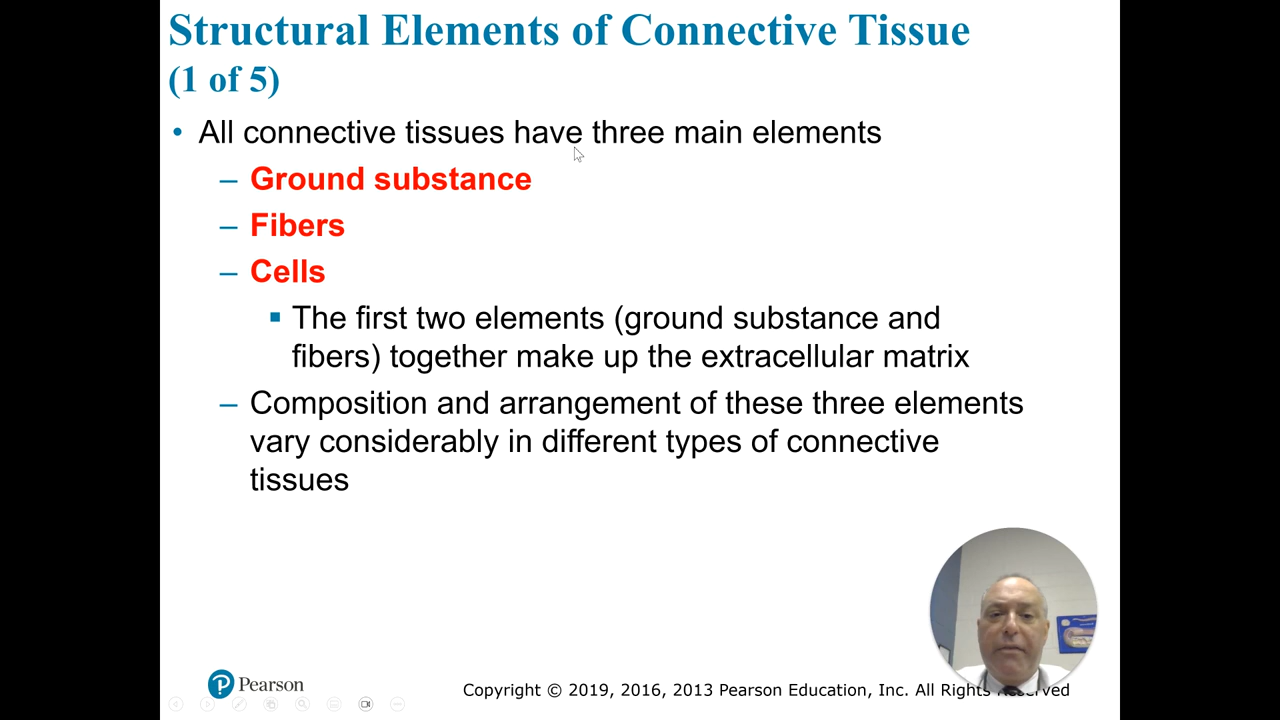 Structural Elements of Connective Tissue
(1 of 5)
• All connective tissues have three main elements
– Ground substance
– Fibers
– Cells
▪ The first two elements (ground substance and
fibers) together make up the extracellular matrix
– Composition and arrangement of these three elements
vary considerably in different types of connective
tissues
Pearson
Copyright © 2019, 2016, 2013 Pearson Education, Inc. All Rights Reserved